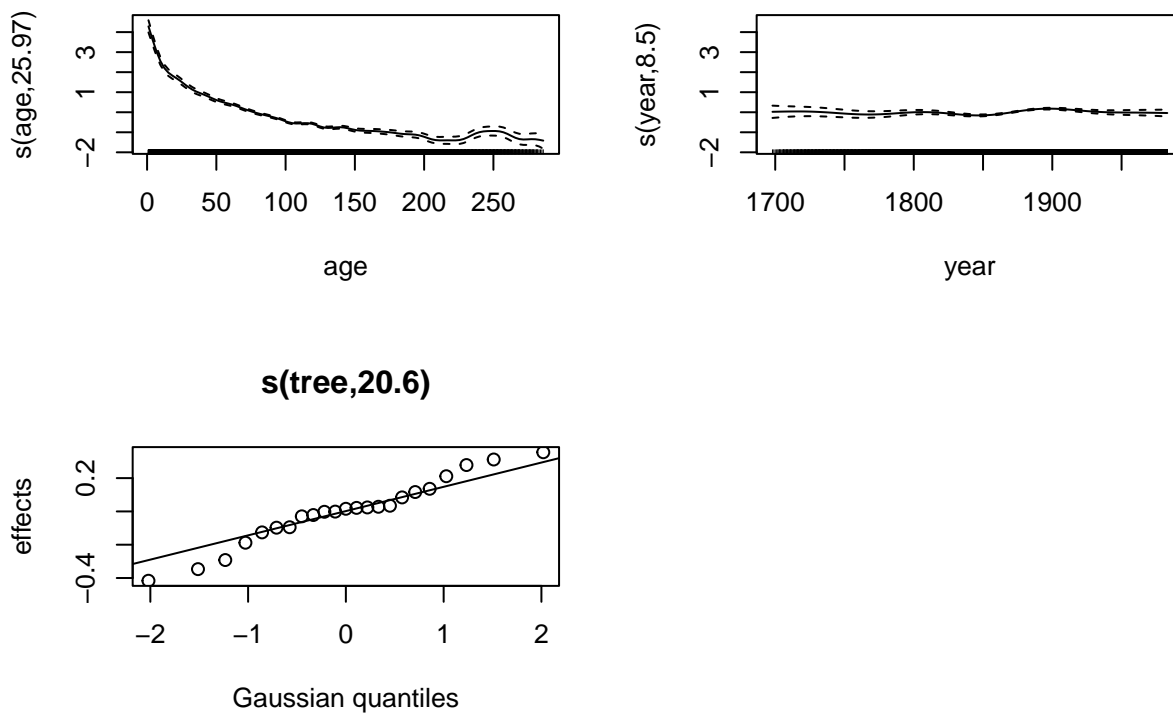 s(age,25.97)
3
1
−2
0 50 100 150 200 250
age
s(year,8.5)
3
1
−2
1700 1800 1900
year
s(tree,20.6)
effects
0.2
−0.4
−2 −1 0 1 2
Gaussian quantiles